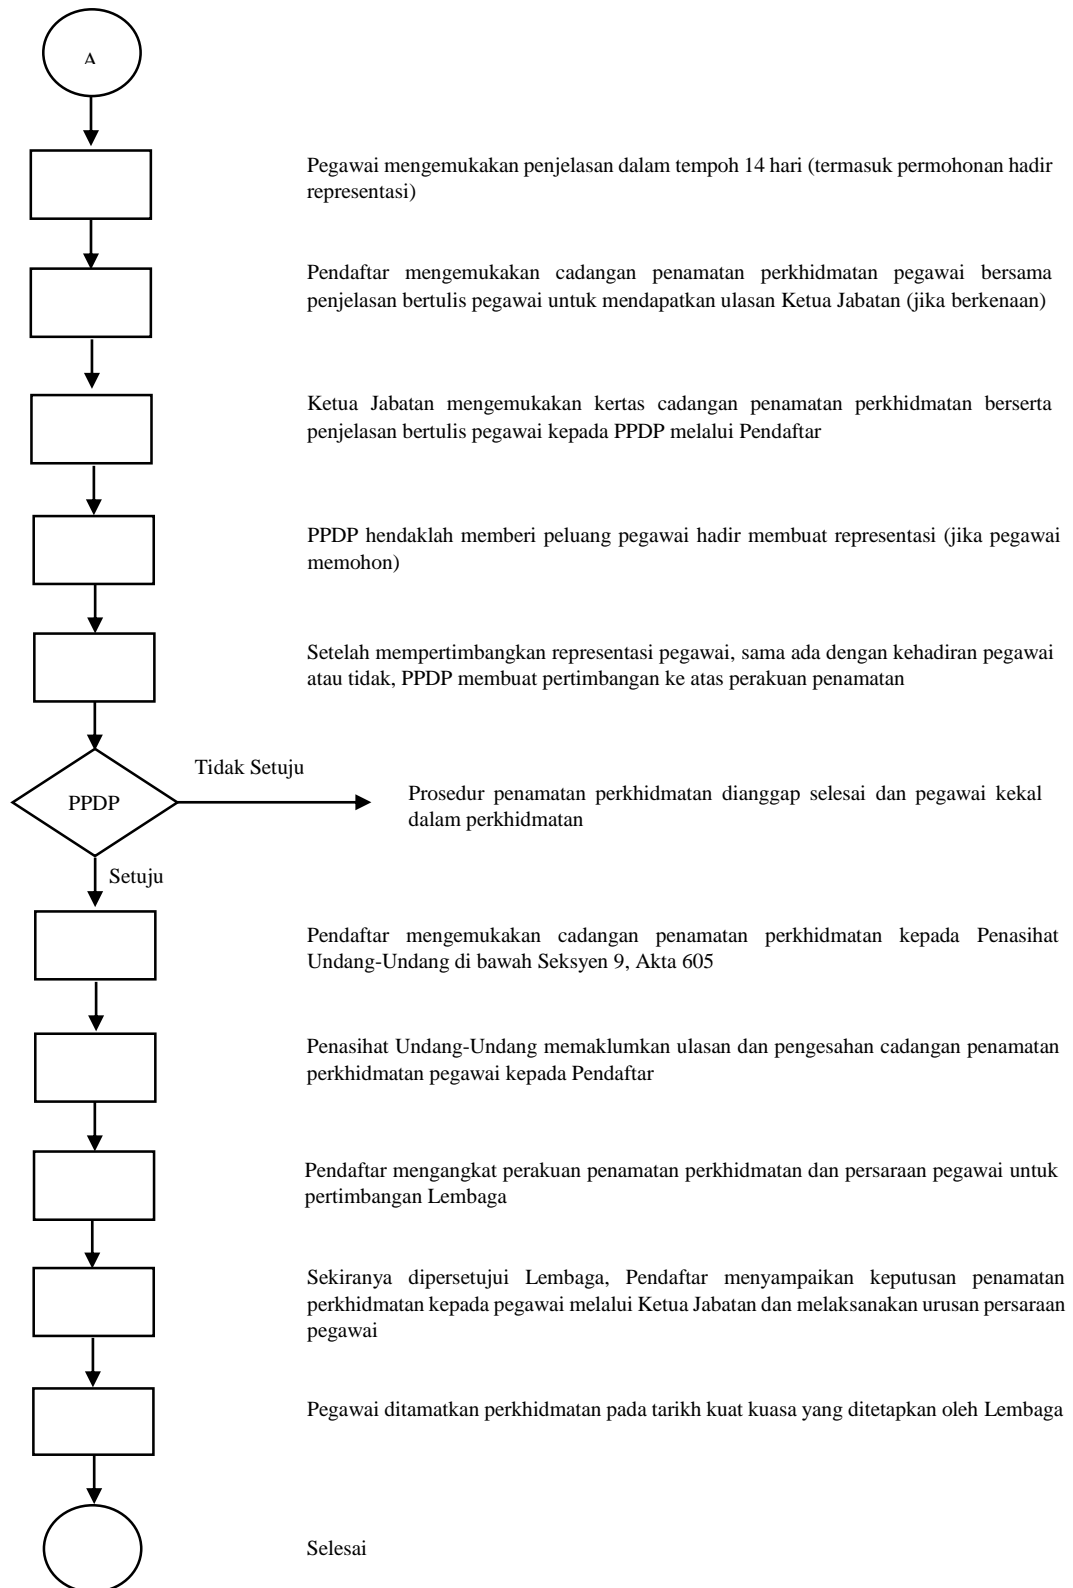 A
Pegawai mengemukakan penjelasan dalam tempoh 14 hari (termasuk permohonan hadir
representasi)
Pendaftar mengemukakan cadangan penamatan perkhidmatan pegawai bersama
penjelasan bertulis pegawai untuk mendapatkan ulasan Ketua Jabatan (jika berkenaan)
Ketua Jabatan mengemukakan kertas cadangan penamatan perkhidmatan berserta
penjelasan bertulis pegawai kepada PPDP melalui Pendaftar
PPDP hendaklah memberi peluang pegawai hadir membuat representasi (jika pegawai
memohon)
Setelah mempertimbangkan representasi pegawai, sama ada dengan kehadiran pegawai
atau tidak, PPDP membuat pertimbangan ke atas perakuan penamatan
Tidak Setuju
PPDP
Prosedur penamatan perkhidmatan dianggap selesai dan pegawai kekal
dalam perkhidmatan
Setuju
Pendaftar mengemukakan cadangan penamatan perkhidmatan kepada Penasihat
Undang-Undang di bawah Seksyen 9, Akta 605
Penasihat Undang-Undang memaklumkan ulasan dan pengesahan cadangan penamatan
perkhidmatan pegawai kepada Pendaftar
Pendaftar mengangkat perakuan penamatan perkhidmatan dan persaraan pegawai untuk
pertimbangan Lembaga
Sekiranya dipersetujui Lembaga, Pendaftar menyampaikan keputusan penamatan
perkhidmatan kepada pegawai melalui Ketua Jabatan dan melaksanakan urusan persaraan
pegawai
Pegawai ditamatkan perkhidmatan pada tarikh kuat kuasa yang ditetapkan oleh Lembaga
Selesai